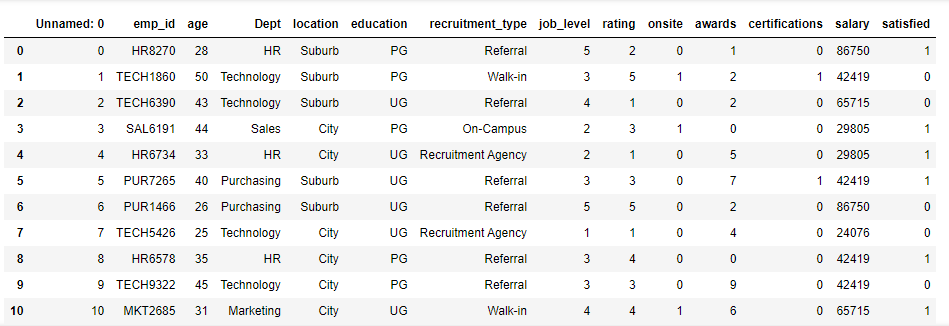 Unnamed: 0 emp_id age Dept location education recruitment_type job_level rating onsite awards certifications salary satisfied
0 0 HR8270 28 HR Suburb PG Referral 5 2 0 1 0 86750 1
1 1 TECH1860 50 Technology Suburb PG Walk-in 3 5 1 2 1 42419 0
2 2 TECH6390 43 Technology Suburb UG Referral 4 1 0 2 0 65715 0
3 3 SAL6191 44 Sales City PG On-Campus 2 3 1 0 0 29805 1
4 4 HR6734 33 HR City UG Recruitment Agency 2 1 0 5 0 29805 1
5 5 PUR7265 40 Purchasing Suburb UG Referral 3 3 0 7 1 42419 1
6 6 PUR1466 26 Purchasing Suburb UG Referral 5 5 0 2 0 86750 0
7 7 TECH5426 25 Technology City UG Recruitment Agency 1 1 0 4 0 24076 0
8 8 HR6578 35 HR City PG Referral 3 4 0 0 0 42419 1
9 9 TECH9322 45 Technology City PG Referral 3 3 0 9 0 42419 0
10 10 MKT2685 31 Marketing City UG Walk-in 4 4 1 6 0 65715 1